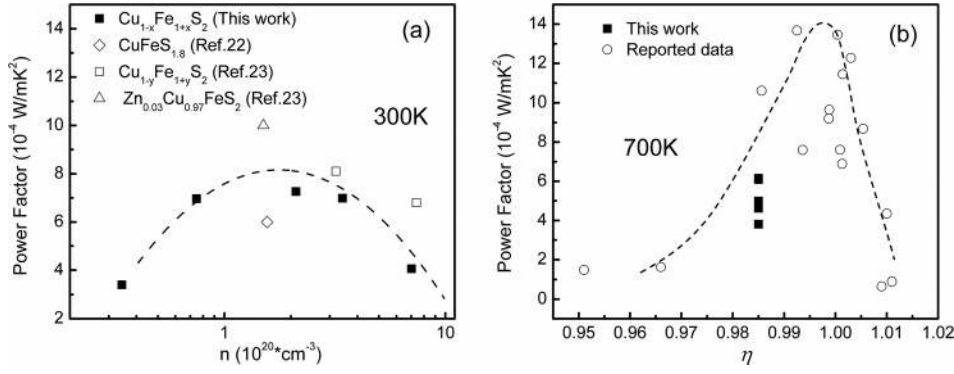 Cu1-xFe1+xS2 (This work)
CuFeS1.8 (Ref.22)
Cu1-yFe1+yS2 (Ref.23)
Zn0.03Cu0.97FeS2 (Ref.23)
(a)
300K
14
12
10
8
6
4
2
1
10
Power Factor (10-4 W/mK2)
n (1020*cm-3)
This work
Reported data
(b)
700K
14
12
10
8
6
4
2
0
0.95 0.96 0.97 0.98 0.99 1.00 1.01 1.02
Power Factor (10-4 W/mK2)
η